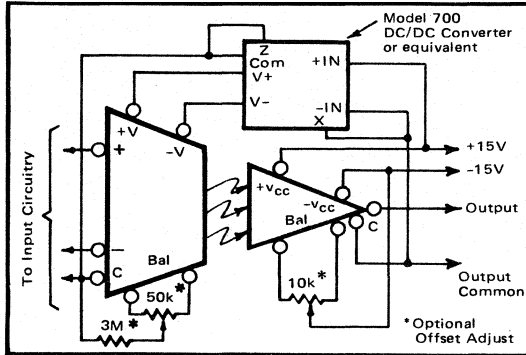 Model 700
DC/DC Converter
or equivalent
Z
Com
+IN
V+
V−
−IN
X
+V
−V
+
+15V
−15V
+VCC
−VCC
To Input Circuitry
Bal
C
Output
−
Bal
C
10k*
50k*
3M*
Output
Common
*Optional
Offset Adjust